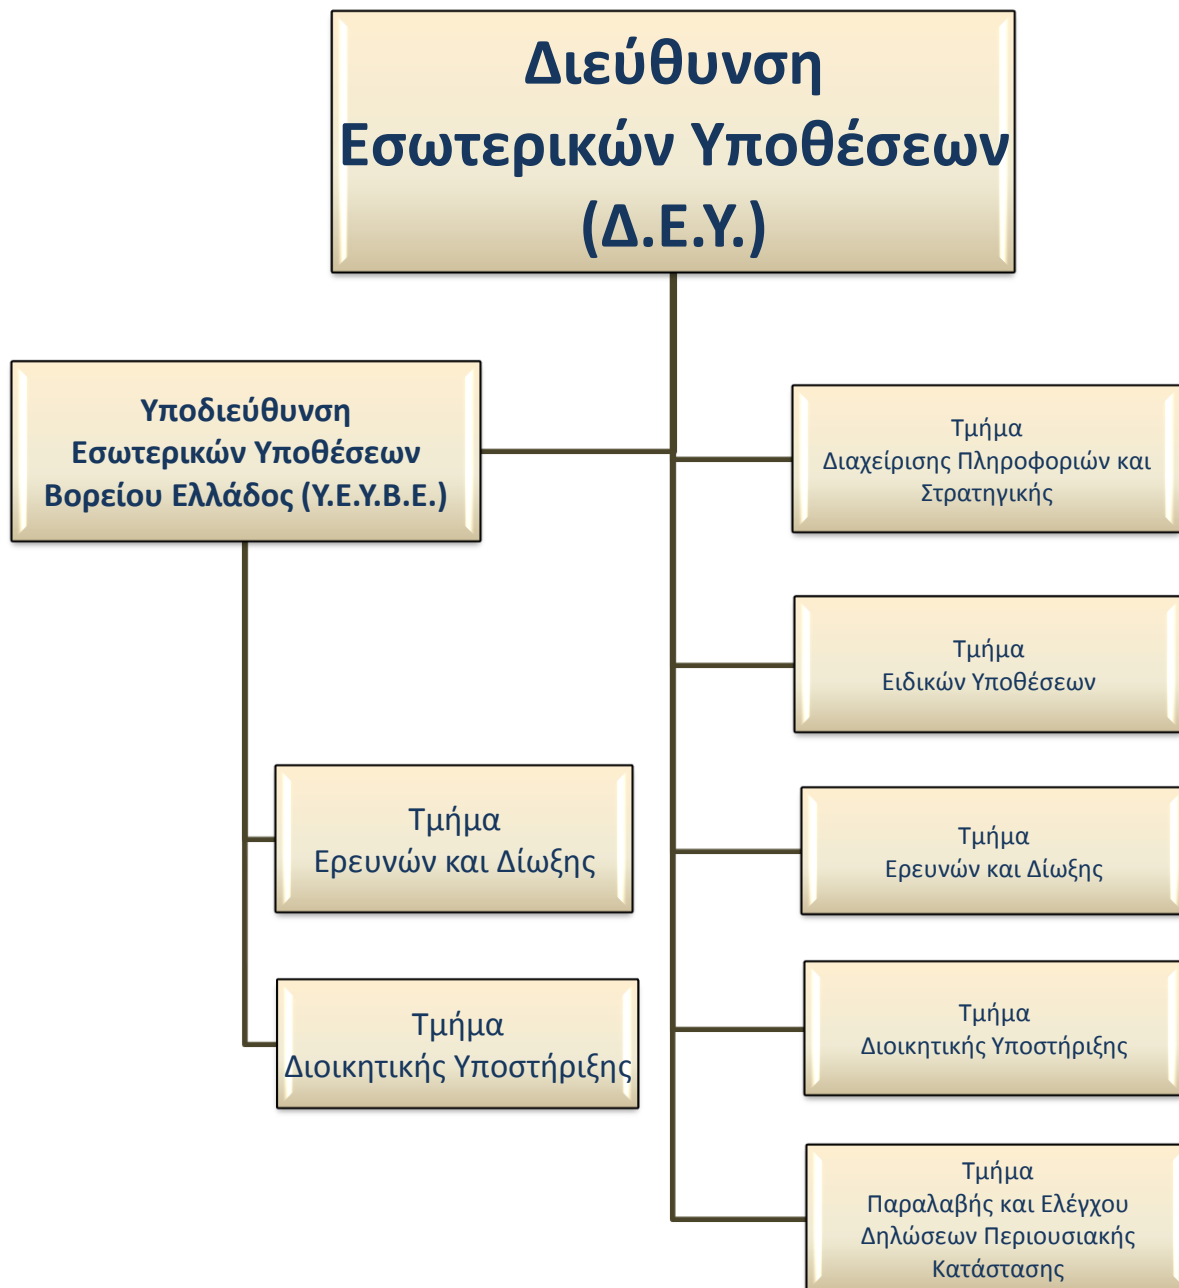 Διεύθυνση
Εσωτερικών Υποθέσεων
(Δ.Ε.Υ.)
Υποδιεύθυνση
Εσωτερικών Υποθέσεων
Βορείου Ελλάδος (Υ.Ε.Υ.Β.Ε.)
Τμήμα
Ερευνών και Δίωξης
Τμήμα
Διοικητικής Υποστήριξης
Τμήμα
Διαχείρισης Πληροφοριών και
Στρατηγικής
Τμήμα
Ειδικών Υποθέσεων
Τμήμα
Ερευνών και Δίωξης
Τμήμα
Διοικητικής Υποστήριξης
Τμήμα
Παραλαβής και Ελέγχου
Δηλώσεων Περιουσιακής
Κατάστασης